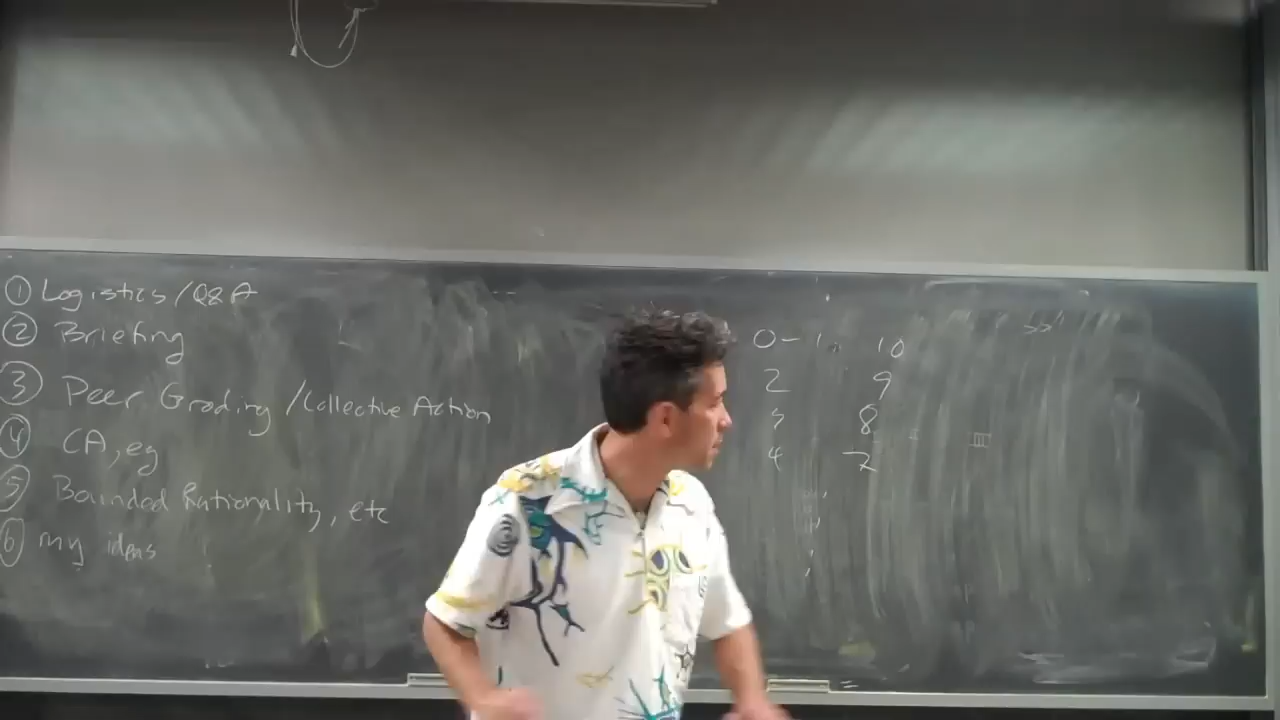 ① Logistics/Q&A
② Briefing
③ Peer Grading/Collective Action
④ CA, eg
⑤ Bounded Rationality, etc
⑥ my ideas
0-1 10
2 9
3 8
4 7